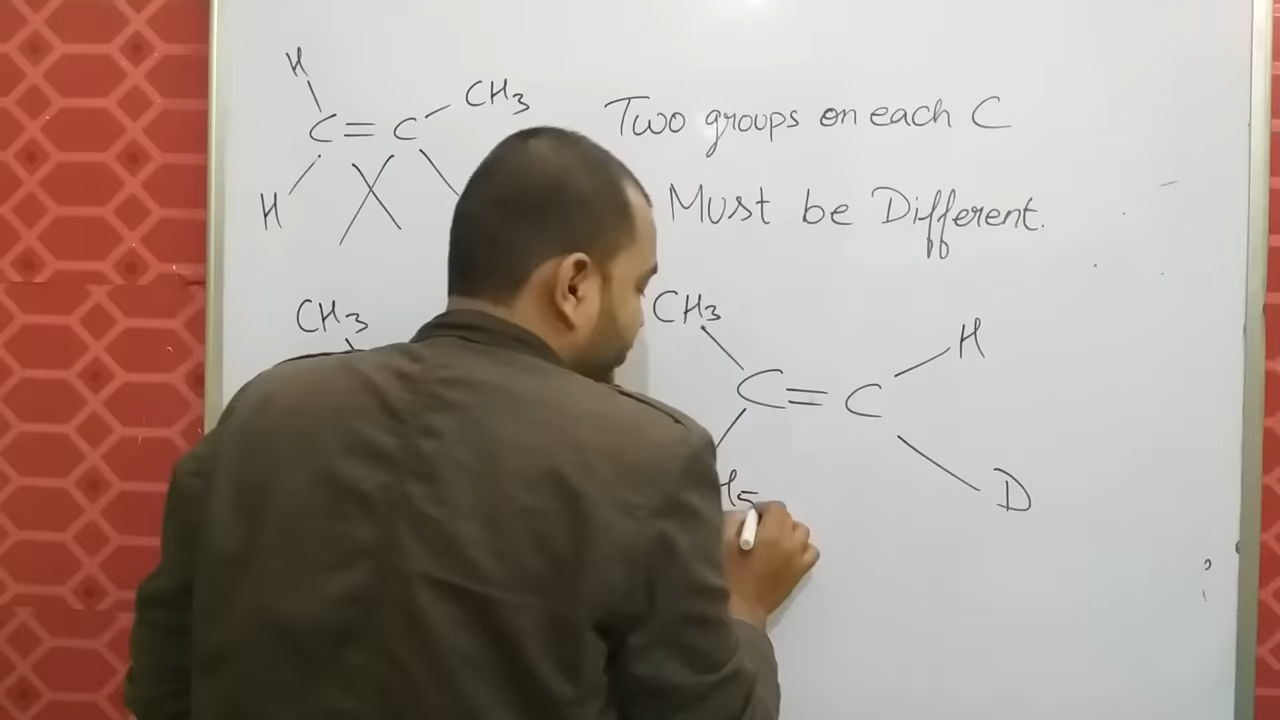 H
CH3
C = C
H
Two groups on each C
Must be Different.
CH3
CH3
H
C = C
D